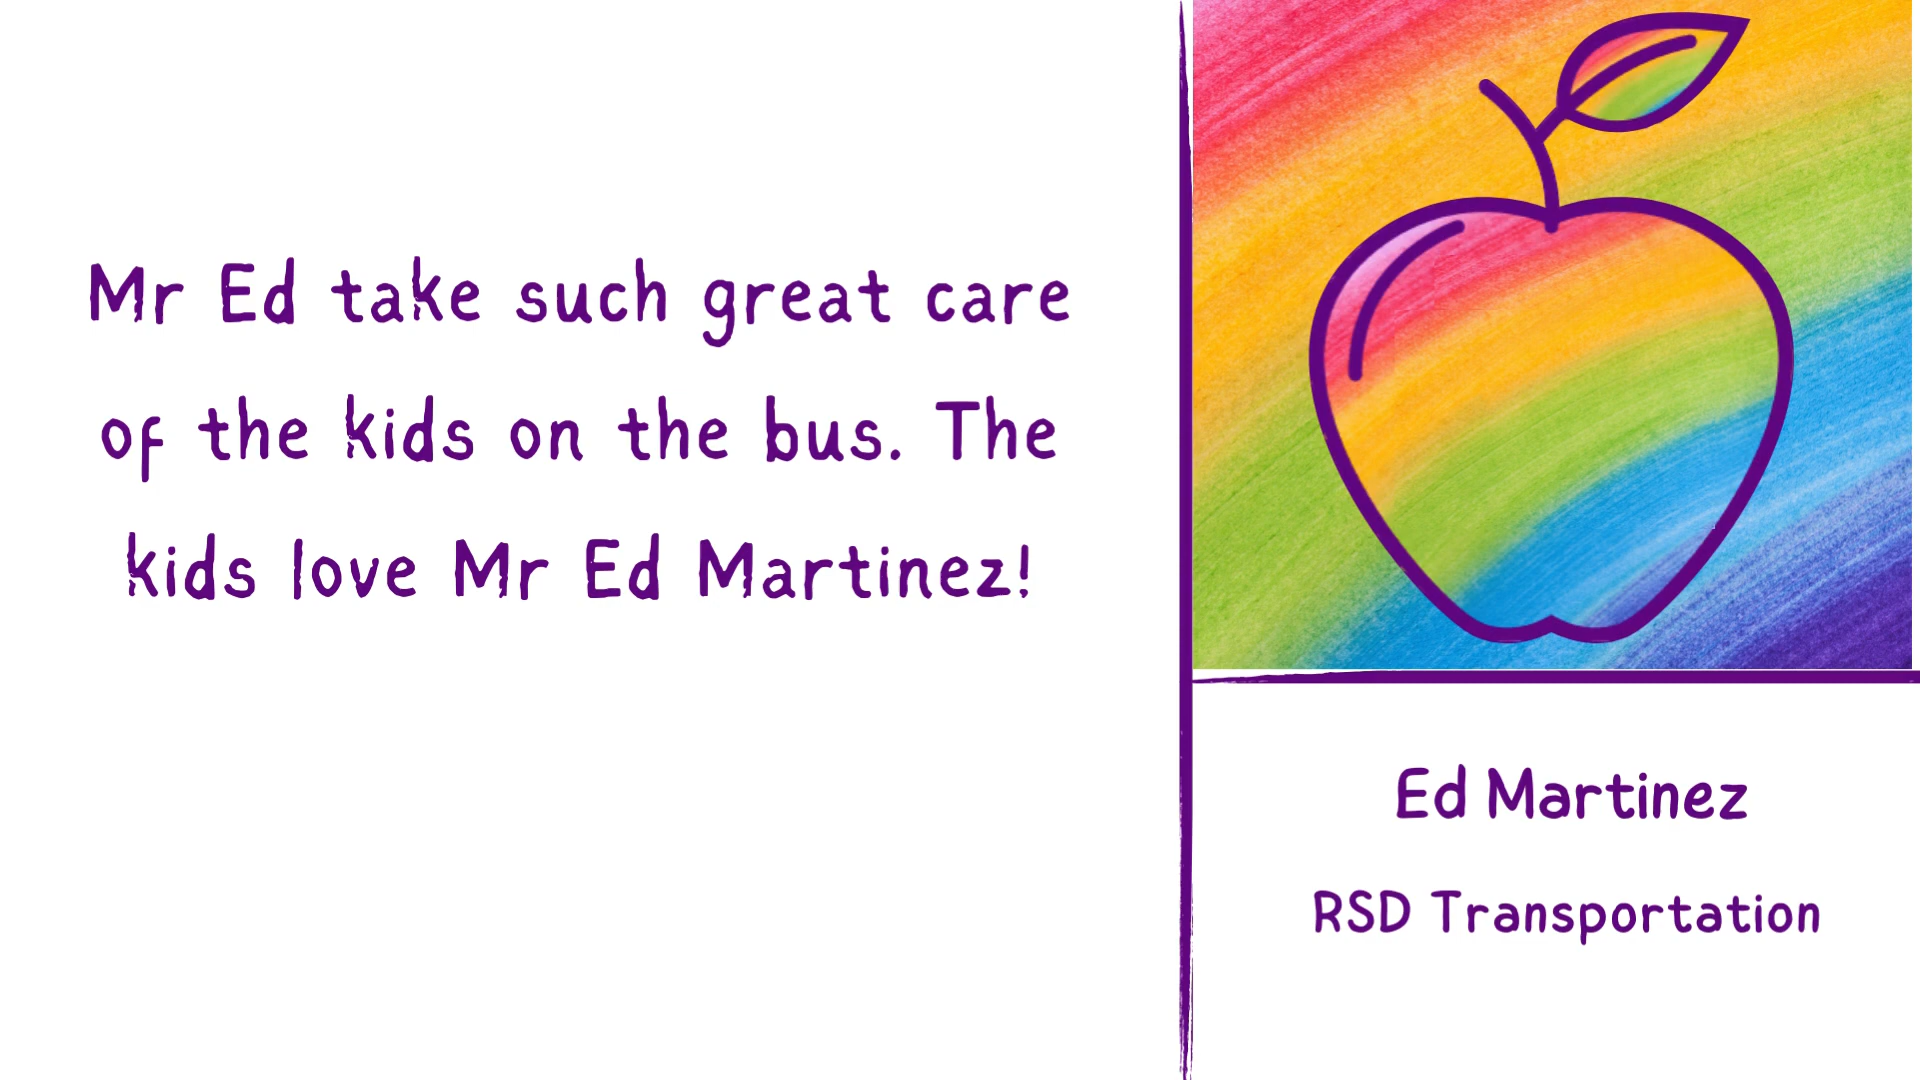 Mr Ed take such great care
of the kids on the bus. The
kids love Mr Ed Martinez!
Ed Martinez
RSD Transportation